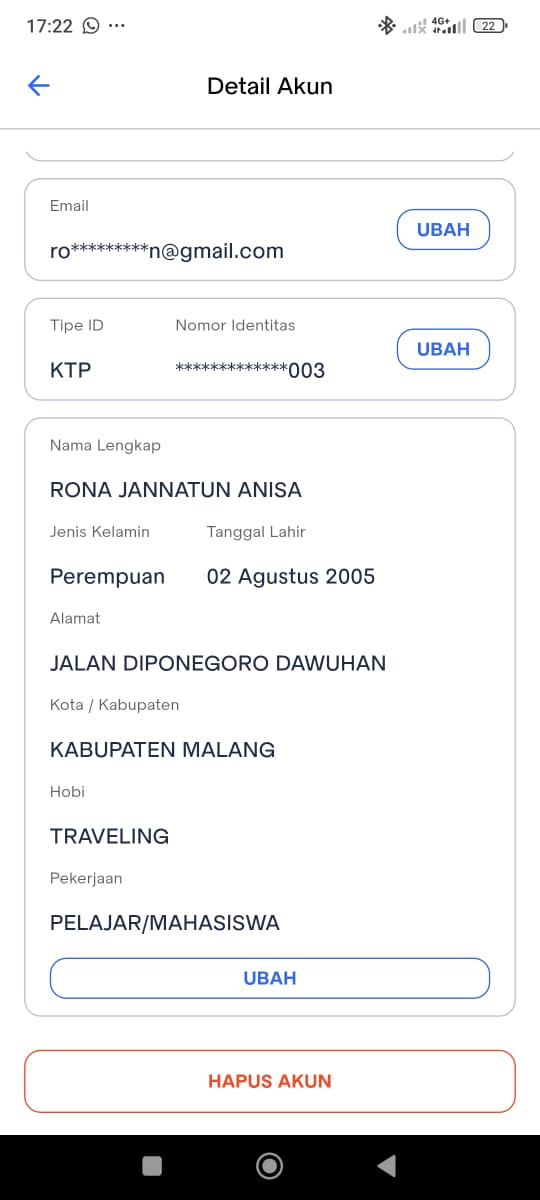 17:22 ...
4G+ 22
Detail Akun
Email
ro*********n@gmail.com
UBAH
Tipe ID Nomor Identitas
KTP *************003
UBAH
Nama Lengkap
RONA JANNATUN ANISA
Jenis Kelamin Tanggal Lahir
Perempuan 02 Agustus 2005
Alamat
JALAN DIPONEGORO DAWUHAN
Kota / Kabupaten
KABUPATEN MALANG
Hobi
TRAVELING
Pekerjaan
PELAJAR/MAHASISWA
UBAH
HAPUS AKUN